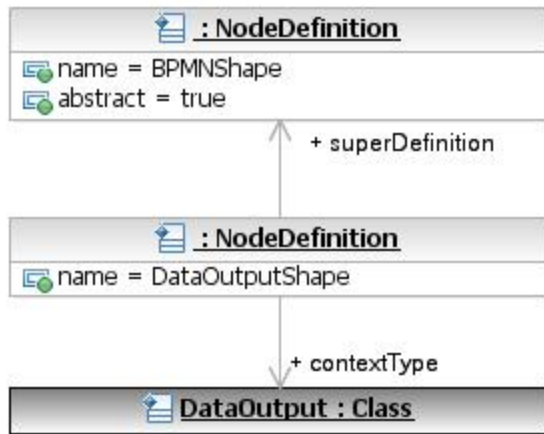 : NodeDefinition
name = BPMNShape
abstract = true
+ superDefinition
: NodeDefinition
name = DataOutputShape
+ contextType
DataOutput : Class